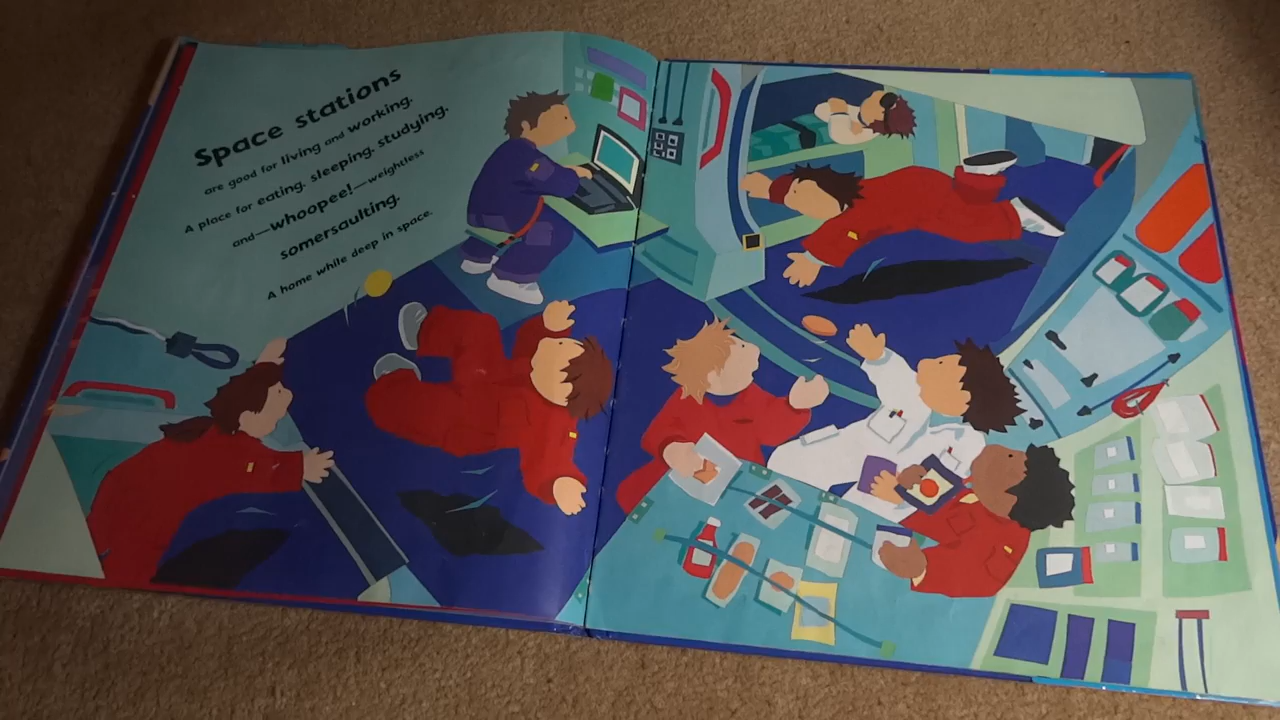 Space stations
are good for living and working.
A place for eating, sleeping, studying,
and—whoopee!—weightless
somersaulting.
A home while deep in space.